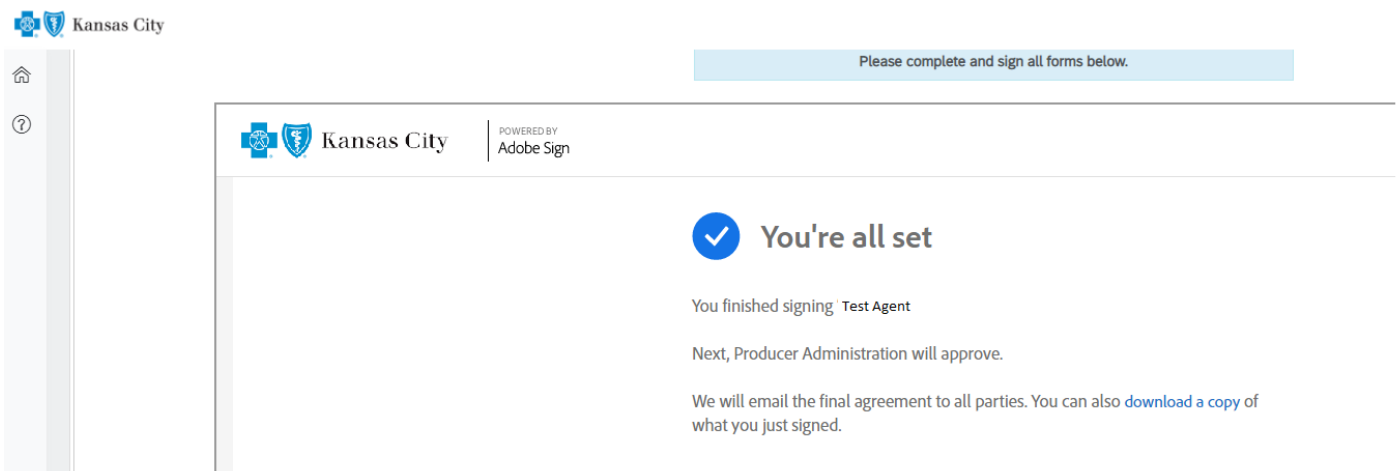 Kansas City
Please complete and sign all forms below.
Kansas City
POWERED BY
Adobe Sign
You're all set
You finished signing Test Agent
Next, Producer Administration will approve.
We will email the final agreement to all parties. You can also download a copy of
what you just signed.